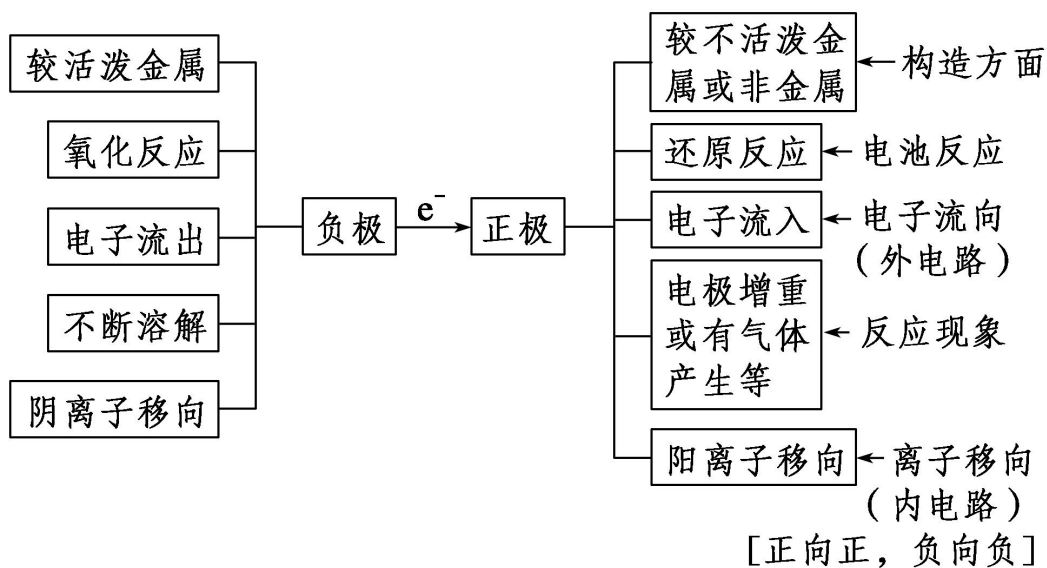 较活泼金属
氧化反应
电子流出
不断溶解
阴离子移向
负极
e⁻
正极
较不活泼金
属或非金属
还原反应
电子流入
电极增重
或有气体
产生等
阳离子移向
构造方面
电池反应
电子流向
(外电路)
反应现象
离子移向
(内电路)
[正向正,负向负]